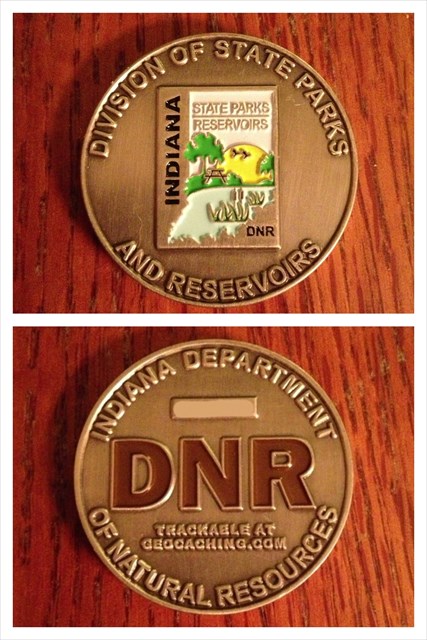 DIVISION OF STATE PARKS
INDIANA
STATE PARKS
RESERVOIRS
DNR
AND RESERVOIRS
INDIANA DEPARTMENT
DNR
TRACKABLE AT
GEOCACHING.COM
OF NATURAL RESOURCES